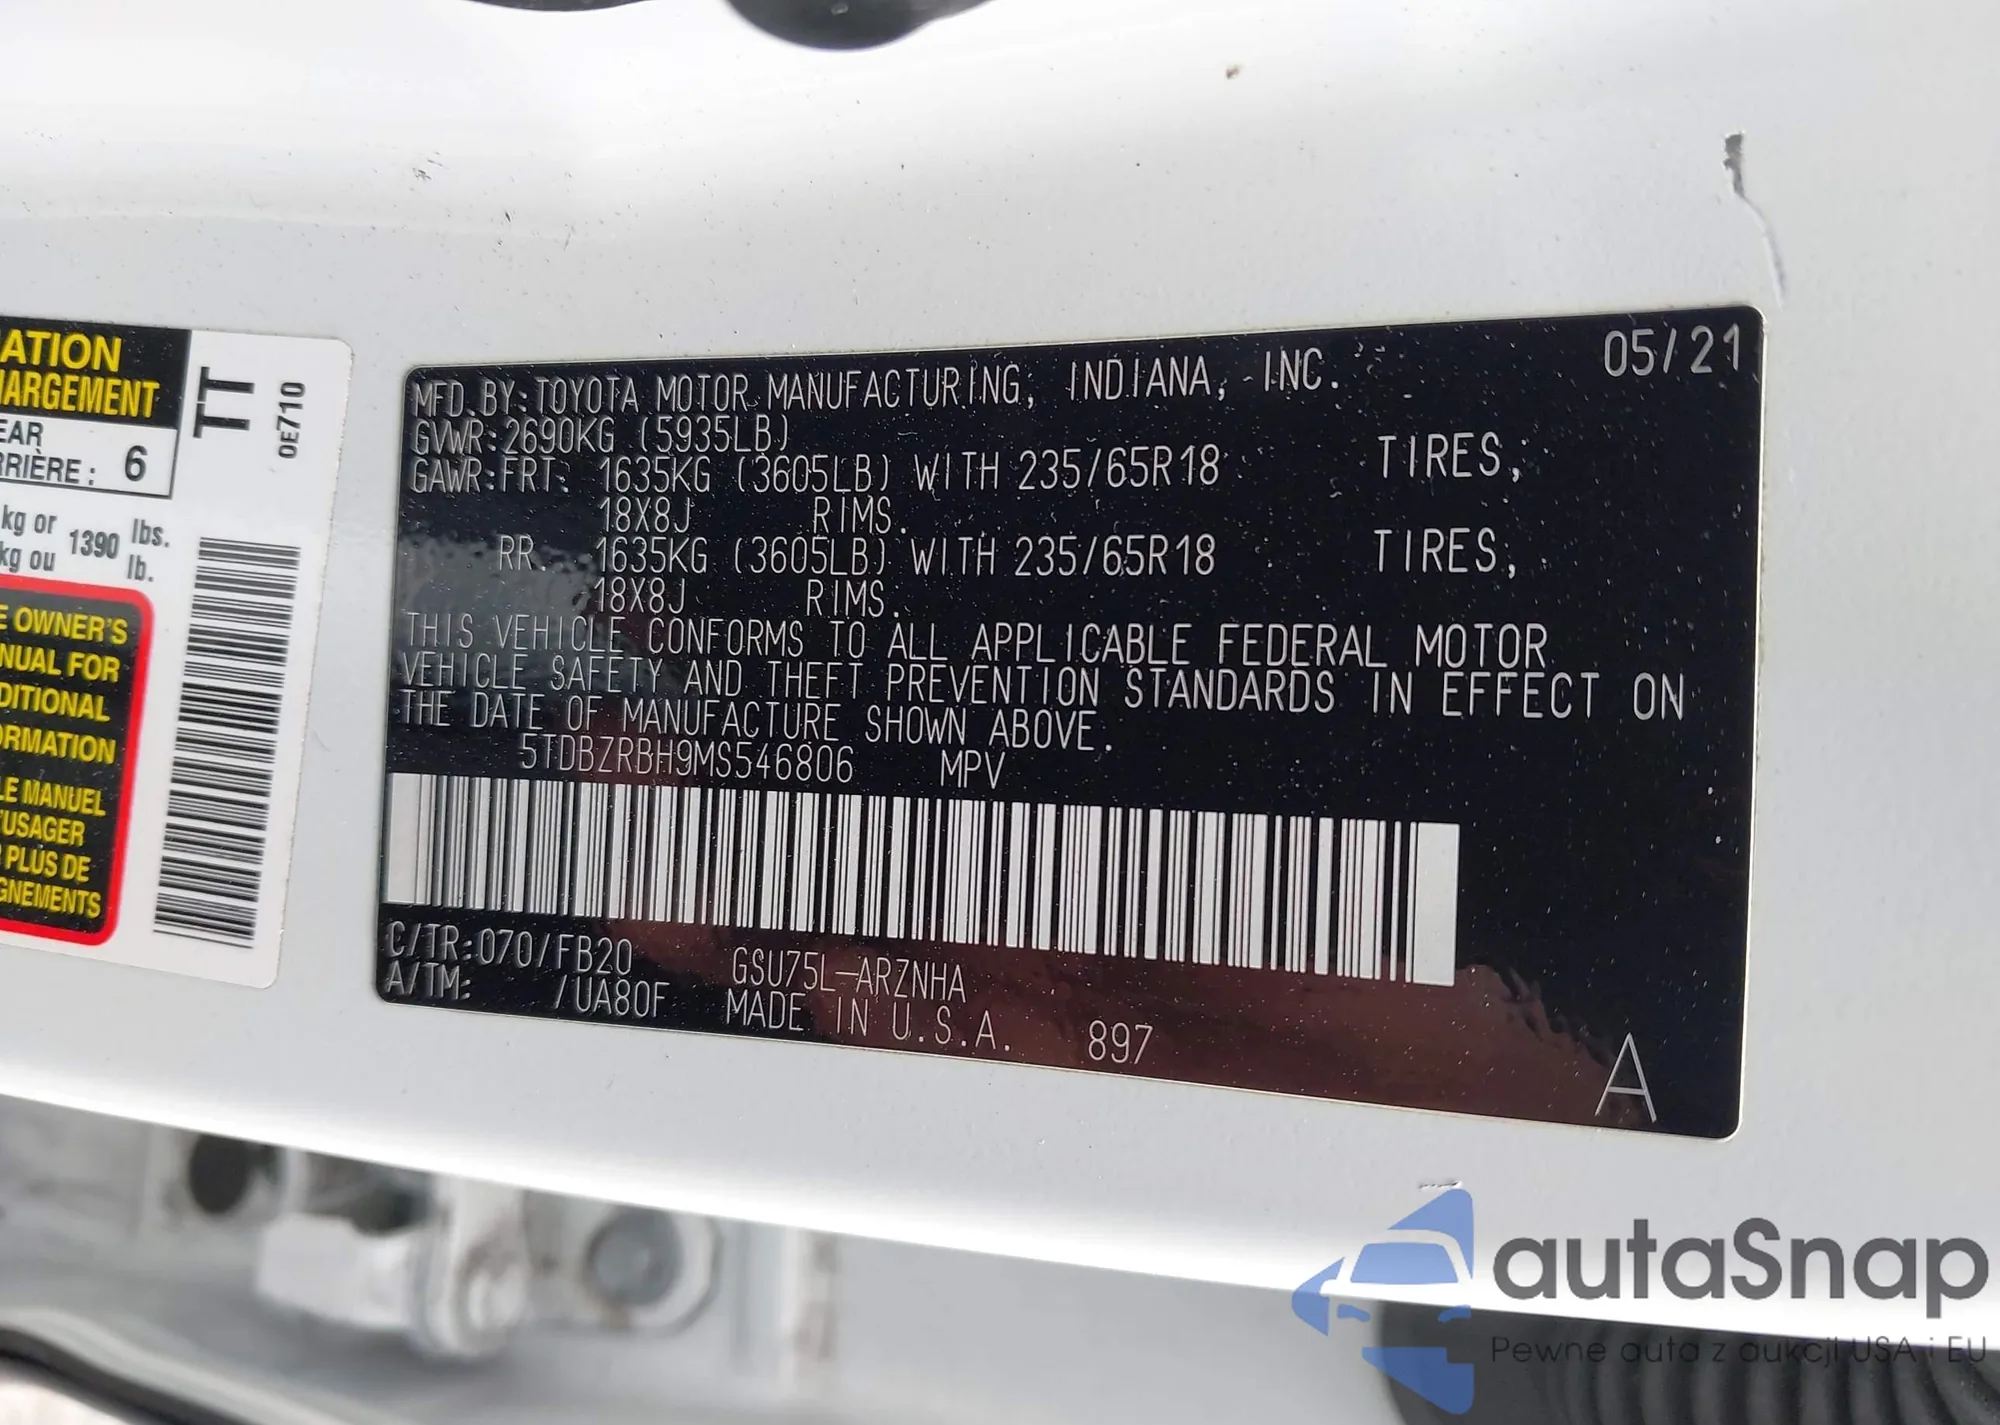 ATION
HARGEMENT
EAR
RRIÈRE : 6
kg or 1390 lbs.
kg ou lb.
E OWNER'S
NUAL FOR
DITIONAL
ORMATION
LE MANUEL
'USAGER
PLUS DE
GNEMENTS
TT
0E710
05/21
MFD. BY: TOYOTA MOTOR MANUFACTURING, INDIANA, INC.
GVWR: 2690KG (5935LB)
GAWR: FRT. 1635KG (3605LB) WITH 235/65R18 TIRES,
18X8J RIMS.
RR. 1635KG (3605LB) WITH 235/65R18 TIRES,
18X8J RIMS.
THIS VEHICLE CONFORMS TO ALL APPLICABLE FEDERAL MOTOR
VEHICLE SAFETY AND THEFT PREVENTION STANDARDS IN EFFECT ON
THE DATE OF MANUFACTURE SHOWN ABOVE.
5TDBZRBH9MS546806 MPV
C/TR: 070/FB20 GSU75L-ARZNHA
A/TM: /UA80F MADE IN U.S.A. 897
A
autaSnap
Pewne auta z aukcji USA i EU